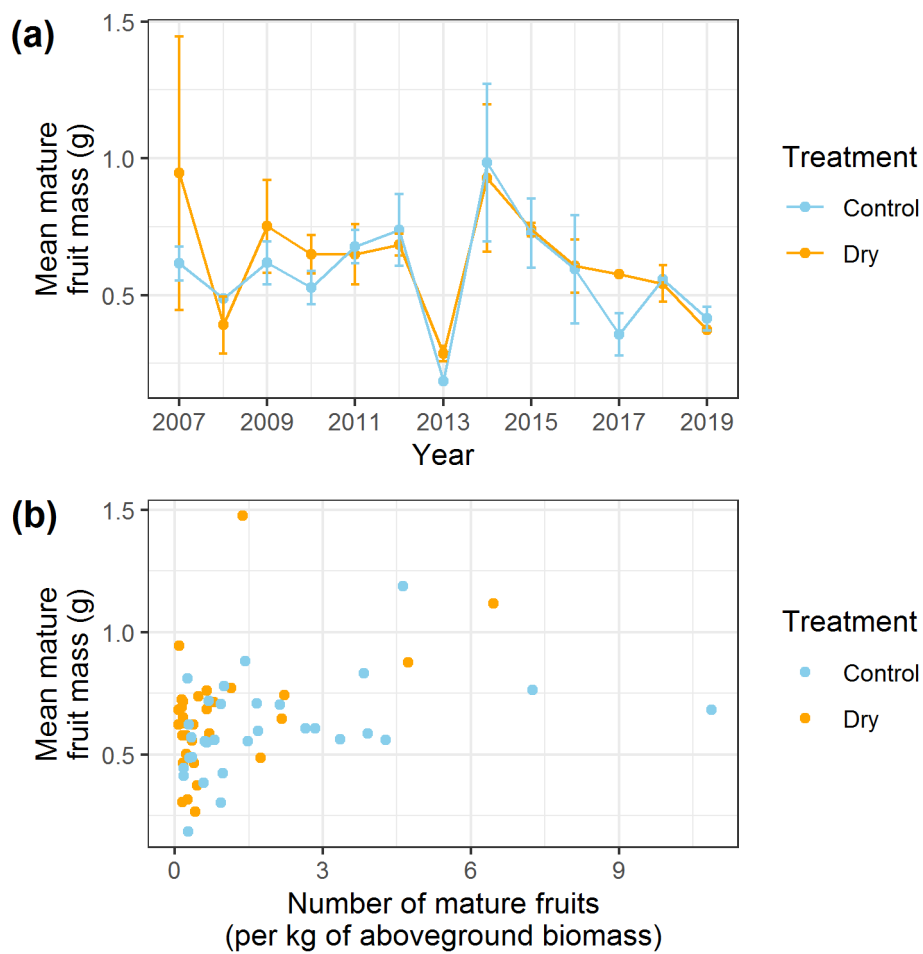 (a)
1.5
1.0
0.5
Mean mature
fruit mass (g)
2007 2009 2011 2013 2015 2017 2019
Year
Treatment
Control
Dry
(b)
1.5
1.0
0.5
Mean mature
fruit mass (g)
0 3 6 9
Number of mature fruits
(per kg of aboveground biomass)
Treatment
Control
Dry